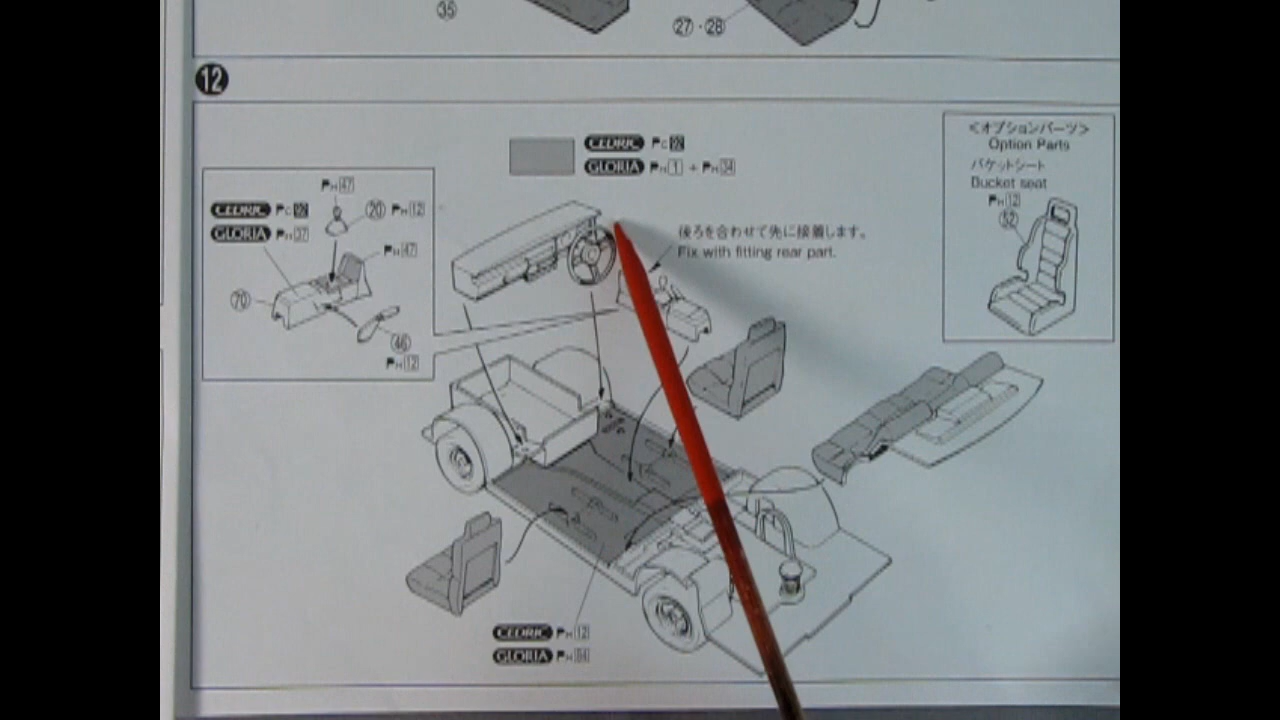 35
27・28
12
CEDRIC PC 92
GLORIA PH 1 + PH 34
<オプションパーツ>
Option Parts
バケットシート
Bucket seat
PH 12
52
PH 47
CEDRIC PC 92
20 PH 12
GLORIA PH 37
PH 47
70
46
PH 12
後ろを合わせて先に接着します。
Fix with fitting rear part.
CEDRIC PH 12
GLORIA PH 84